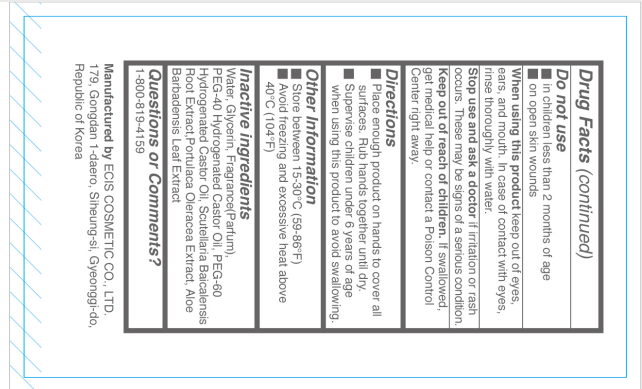 Drug Facts (continued)
Do not use
■ in children less than 2 months of age
■ on open skin wounds
When using this product keep out of eyes,
ears, and mouth. In case of contact with eyes,
rinse thoroughly with water.
Stop use and ask a doctor if irritation or rash
occurs. These may be signs of a serious condition.
Keep out of reach of children. If swallowed,
get medical help or contact a Poison Control
Center right away.
Directions
■ Place enough product on hands to cover all
surfaces. Rub hands together until dry.
■ Supervise children under 6 years of age
when using this product to avoid swallowing.
Other Information
■ Store between 15-30°C (59-86°F)
■ Avoid freezing and excessive heat above
40°C (104°F)
Inactive ingredients
Water, Glycerin, Fragrance(Parfum),
PEG-40 Hydrogenated Castor Oil, PEG-60
Hydrogenated Castor Oil, Scutellaria Baicalensis
Root Extract,Portulaca Oleracea Extract, Aloe
Barbadensis Leaf Extract
Questions or Comments?
1-800-819-4159
Manufactured by ECIS COSMETIC CO., LTD.
179, Gongdan 1-daero, Siheung-si, Gyeonggi-do,
Republic of Korea